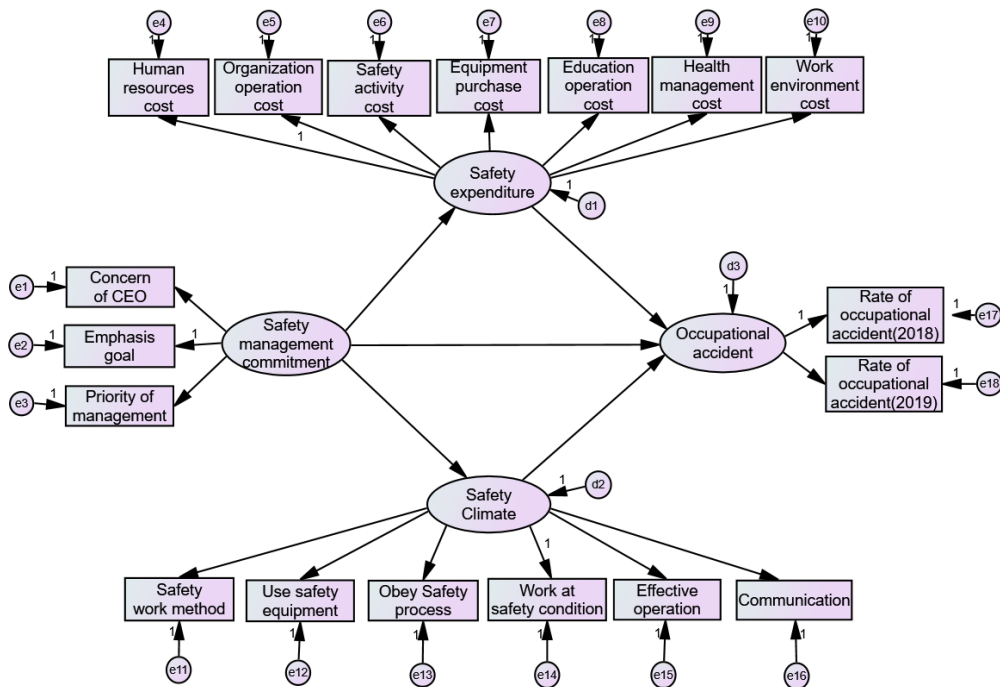 e4 e5 e6 e7 e8 e9 e10
1 1 1 1 1 1 1
Human
resources
cost
Organization
operation
cost
Safety
activity
cost
Equipment
purchase
cost
Education
operation
cost
Health
management
cost
Work
environment
cost
1
Safety
expenditure
1
d1
e1
1
Concern
of CEO
e2
1
Emphasis
goal
1
e3
1
Priority of
management
Safety
management
commitment
d3
1
Occupational
accident
1
Rate of
occupational
accident(2018)
1
e17
Rate of
occupational
accident(2019)
1
e18
Safety
Climate
1
d2
1
Safety
work method
Use safety
equipment
Obey Safety
process
Work at
safety condition
Effective
operation
Communication
1 1 1 1 1 1
e11 e12 e13 e14 e15 e16